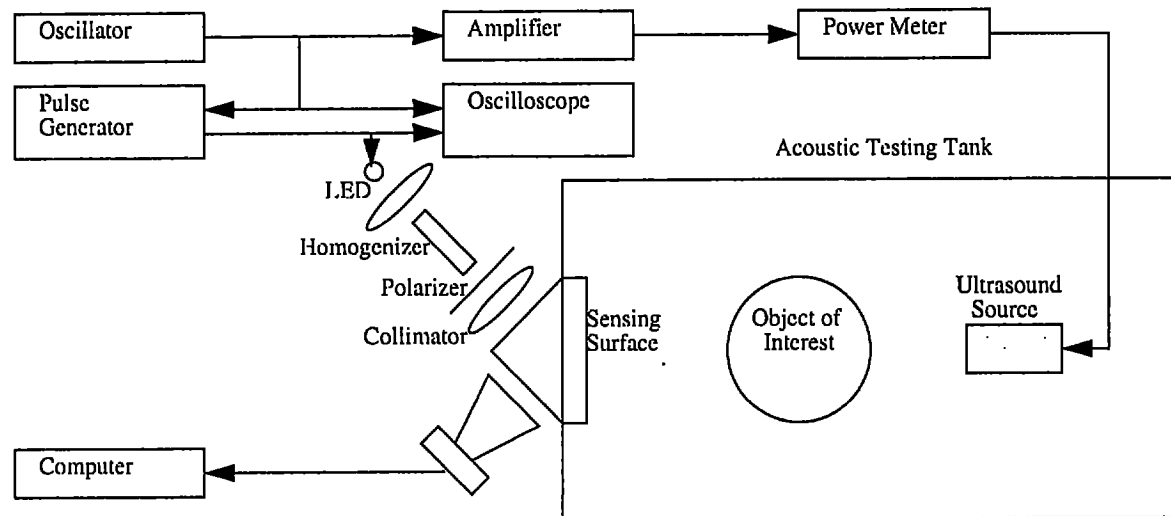 Oscillator
Amplifier
Power Meter
Pulse
Generator
Oscilloscope
Acoustic Testing Tank
LED
Homogenizer
Polarizer
Collimator
Sensing
Surface
Object of
Interest
Ultrasound
Source
Computer